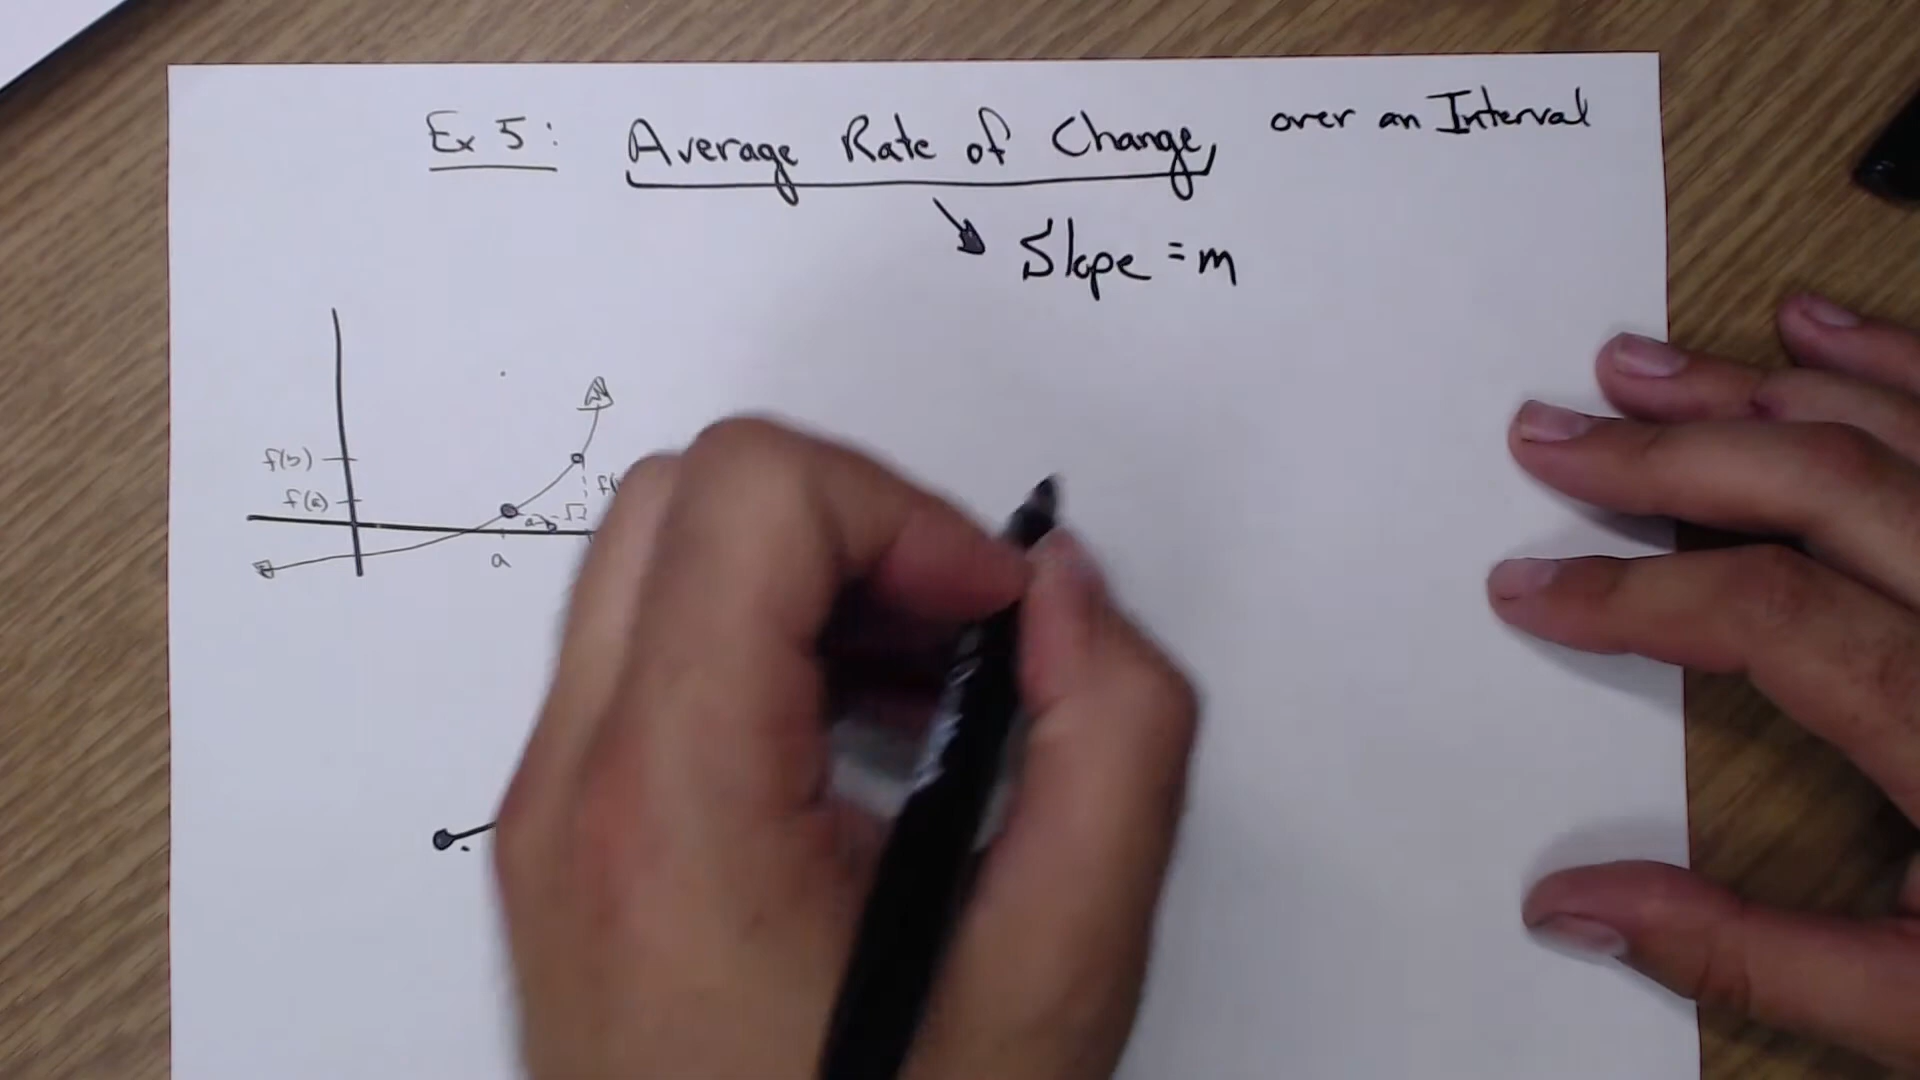 Ex 5: Average Rate of Change, over an Interval
Slope = m
f(b)
f(a)
a